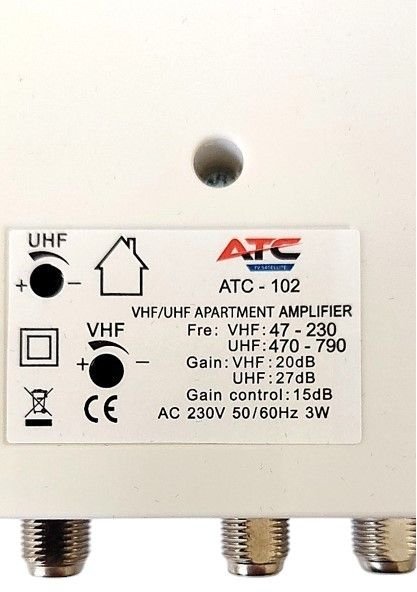 UHF
+ -
ATC
TV SATELLITE
ATC - 102
VHF/UHF APARTMENT AMPLIFIER
VHF
+ -
Fre: VHF: 47 - 230
UHF: 470 - 790
Gain: VHF: 20dB
UHF: 27dB
Gain control: 15dB
CE
AC 230V 50/60Hz 3W